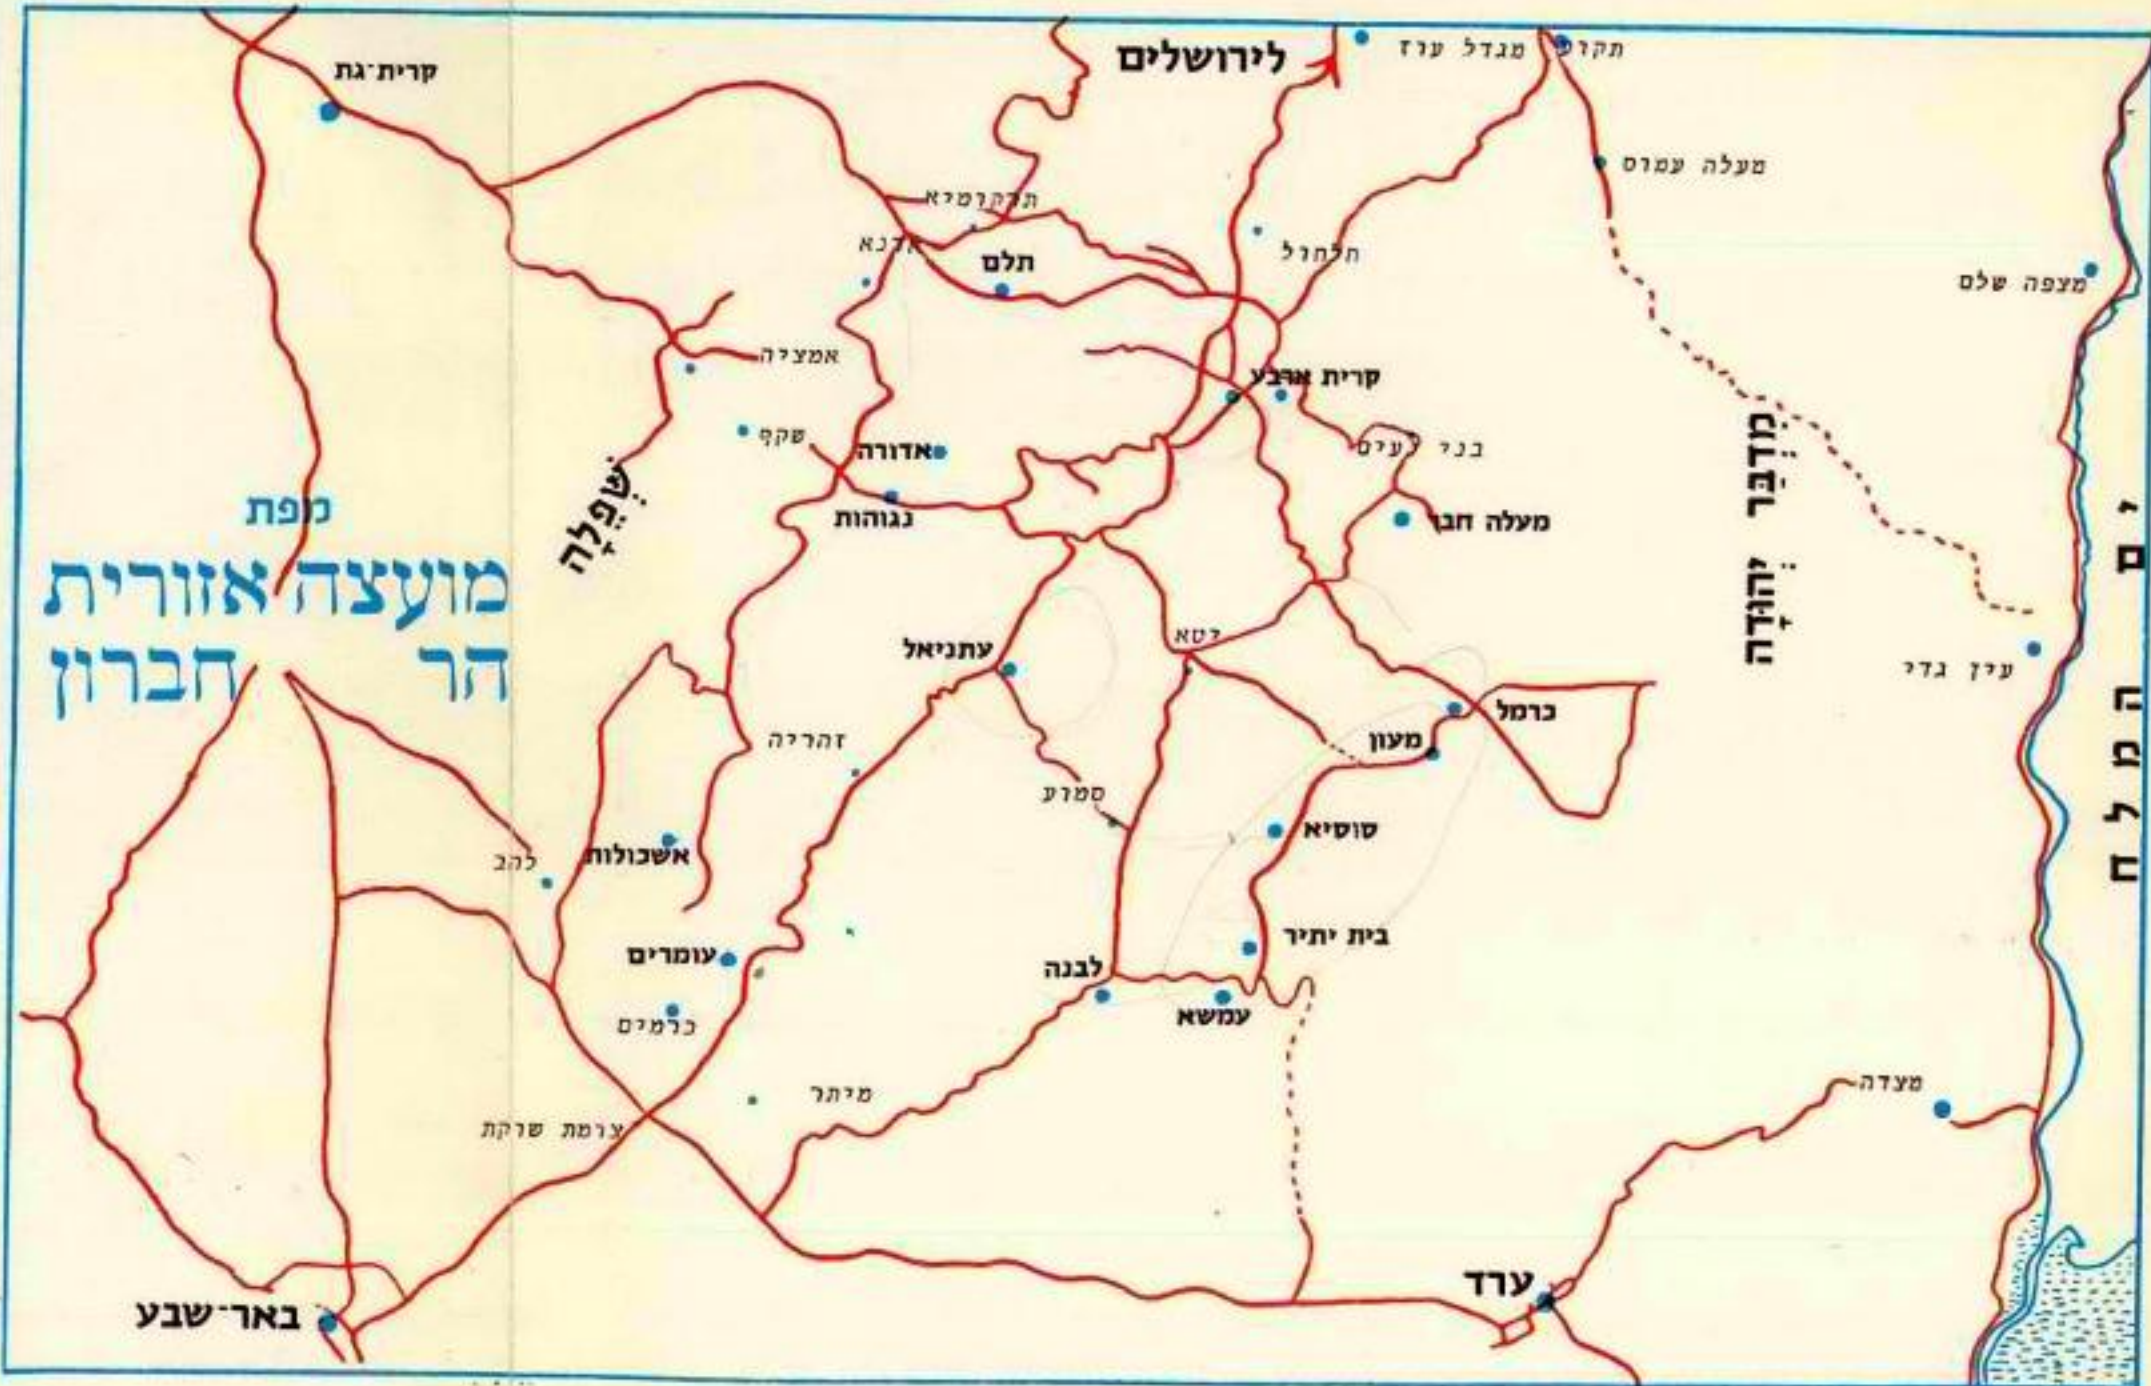 קרית-גת
לירושלים
מגדל עוז
תקוע
מעלה עמוס
תרקומיא
אדנא
תלם
חלחול
מצפה שלם
אמציה
קרית ארבע
שקף
אדורה
בני נעים
נגוהות
מעלה חבר
שְׁפֵלָה
מִדְבַּר יְהוּדָה
ים המלח
מפת
מועצה אזורית
הר חברון
עתניאל
יטא
עין גדי
כרמל
מעון
זהריה
סמוע
סוסיא
להב
אשכולות
בית יתיר
עומרים
לבנה
עמשא
כרמים
מיתר
מצדה
צומת שוקת
ערד
באר-שבע